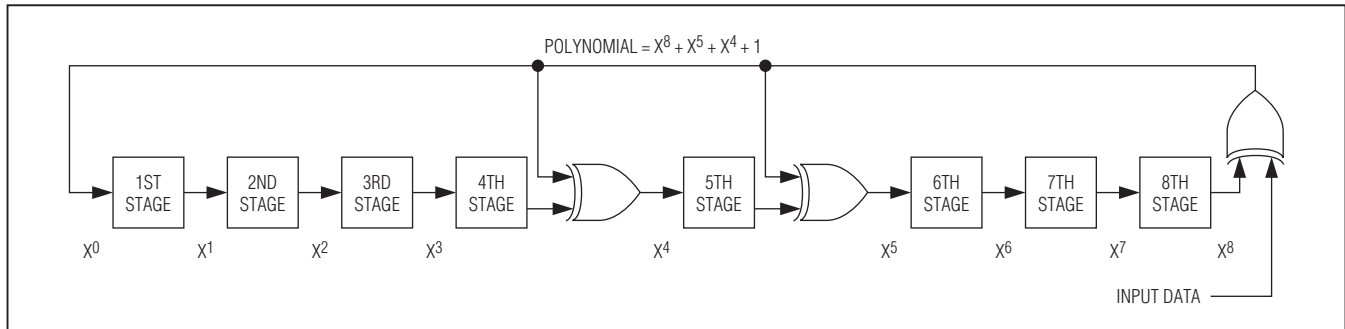 POLYNOMIAL = X⁸ + X⁵ + X⁴ + 1
1ST
STAGE
2ND
STAGE
3RD
STAGE
4TH
STAGE
5TH
STAGE
6TH
STAGE
7TH
STAGE
8TH
STAGE
X⁰
X¹
X²
X³
X⁴
X⁵
X⁶
X⁷
X⁸
INPUT DATA